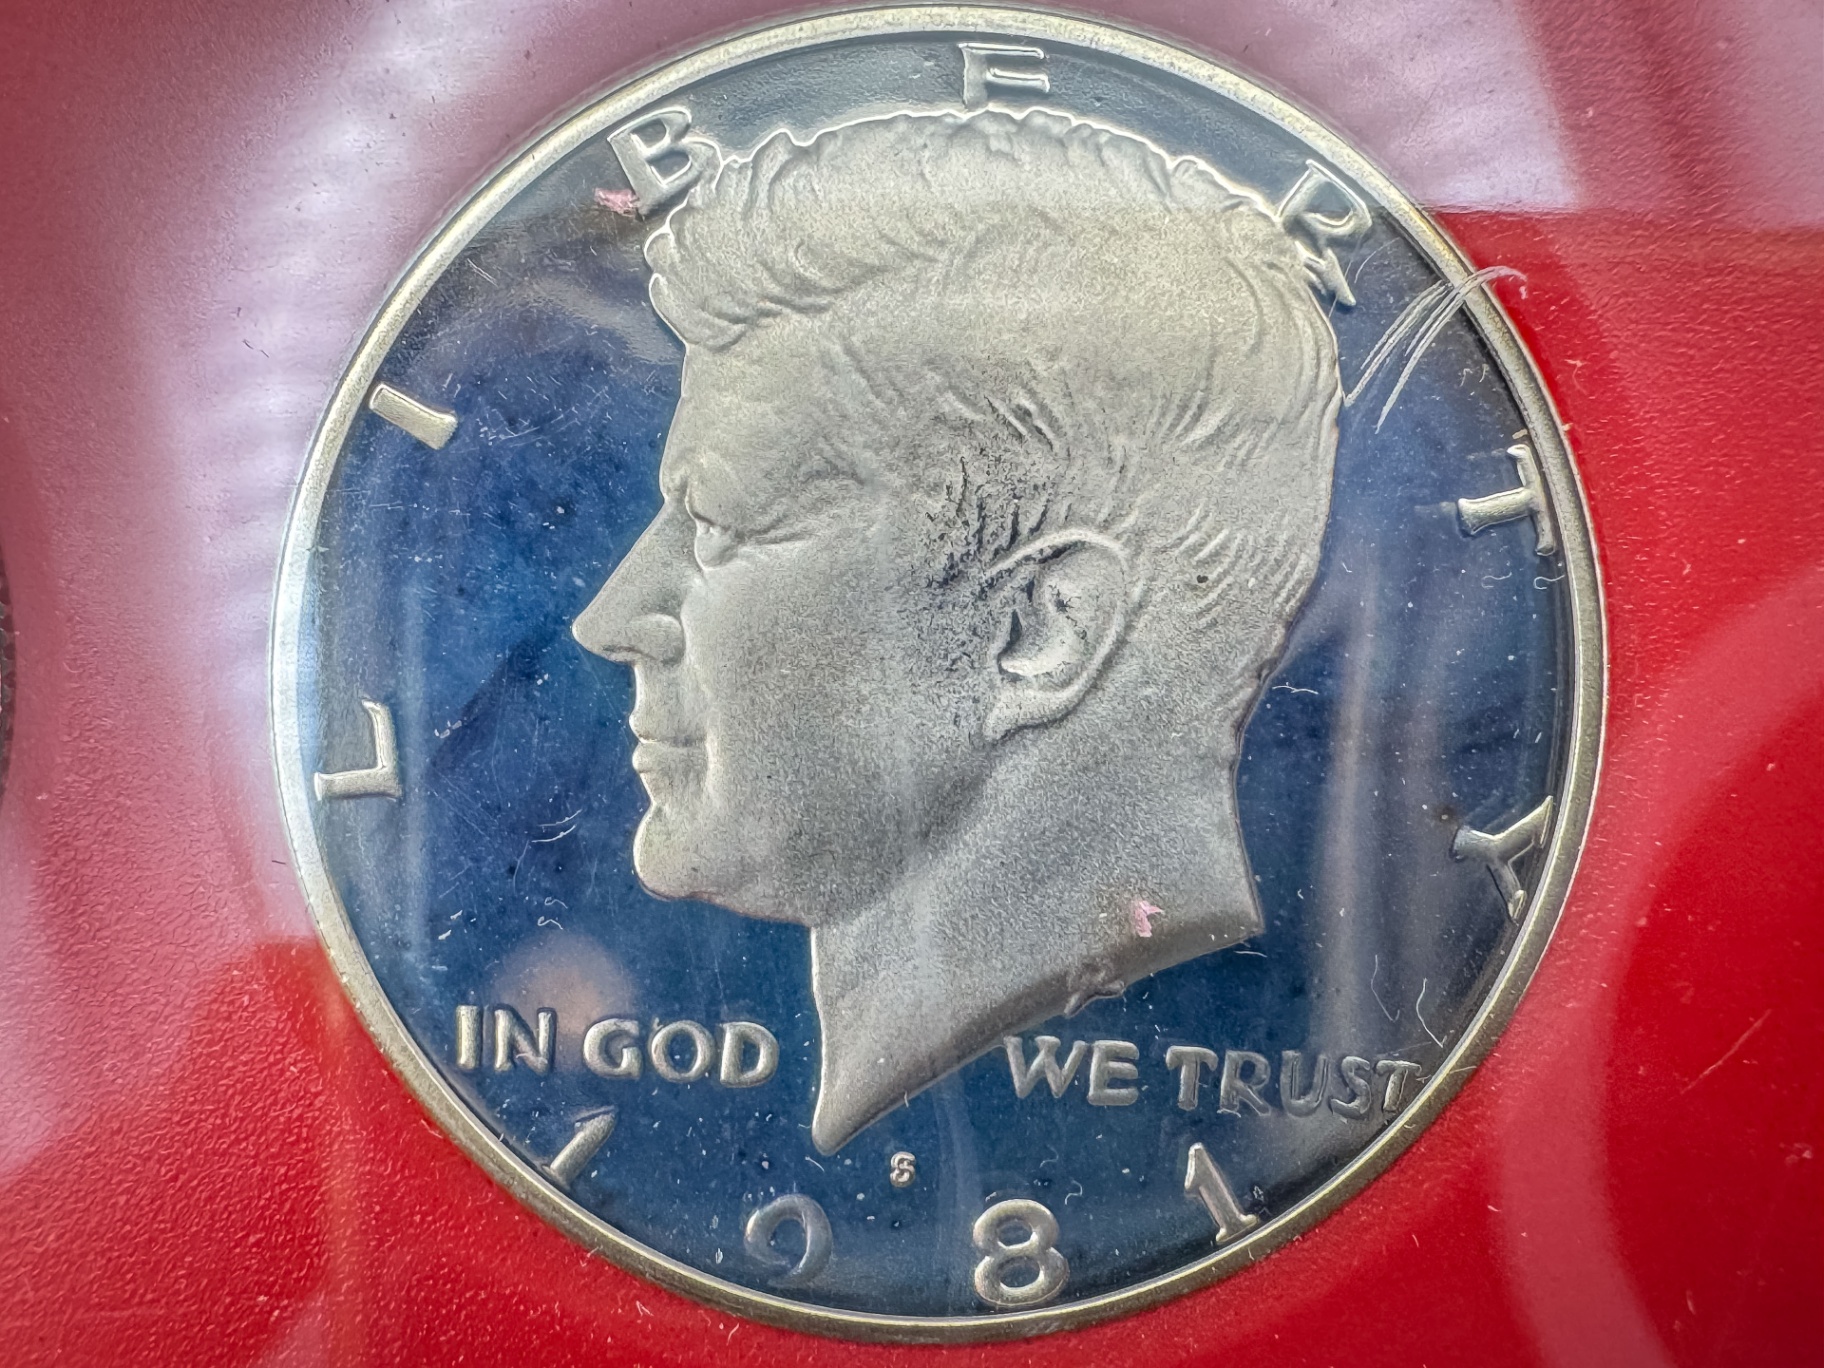 LIBERTY
IN GOD WE TRUST
S
1981